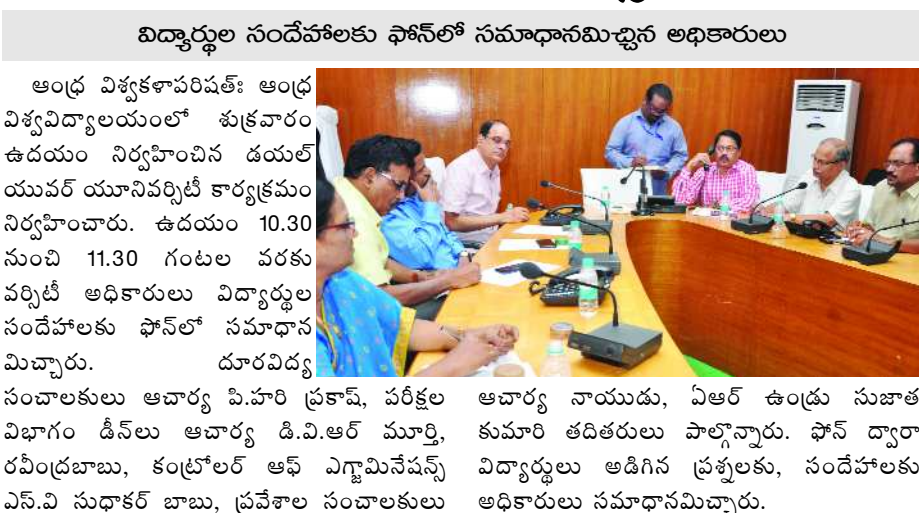 విద్యార్థుల సందేహాలకు ఫోన్‌లో సమాధానమిచ్చిన అధికారులు
ఆంధ్ర విశ్వకళాపరిషత్‌ః ఆంధ్ర
విశ్వవిద్యాలయంలో శుక్రవారం
ఉదయం నిర్వహించిన డయల్
యువర్ యూనివర్సిటీ కార్యక్రమం
నిర్వహించారు. ఉదయం 10.30
నుంచి 11.30 గంటల వరకు
వర్సిటీ అధికారులు విద్యార్థుల
సందేహాలకు ఫోన్‌లో సమాధాన
మిచ్చారు. దూరవిద్య
సంచాలకులు ఆచార్య పి.హరి ప్రకాష్, పరీక్షల
విభాగం డీన్‌లు ఆచార్య డి.వి.ఆర్ మూర్తి,
రవీంద్రబాబు, కంట్రోలర్ ఆఫ్ ఎగ్జామినేషన్స్
ఎస్.వి సుధాకర్ బాబు, ప్రవేశాల సంచాలకులు
ఆచార్య నాయుడు, ఏఆర్ ఉండ్రు సుజాత
కుమారి తదితరులు పాల్గొన్నారు. ఫోన్ ద్వారా
విద్యార్థులు అడిగిన ప్రశ్నలకు, సందేహాలకు
అధికారులు సమాధానమిచ్చారు.